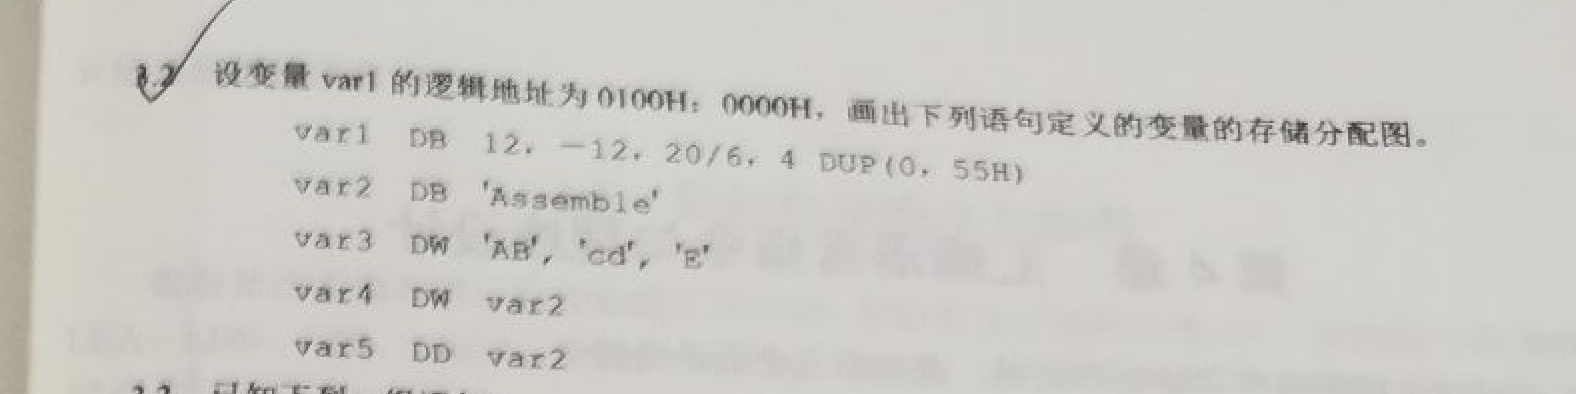 3.2 设变量 var1 的逻辑地址为 0100H：0000H，画出下列语句定义的变量的存储分配图。
var1 DB 12，－12，20/6，4 DUP(0，55H)
var2 DB 'Assemble'
var3 DW 'AB'，'cd'，'E'
var4 DW var2
var5 DD var2